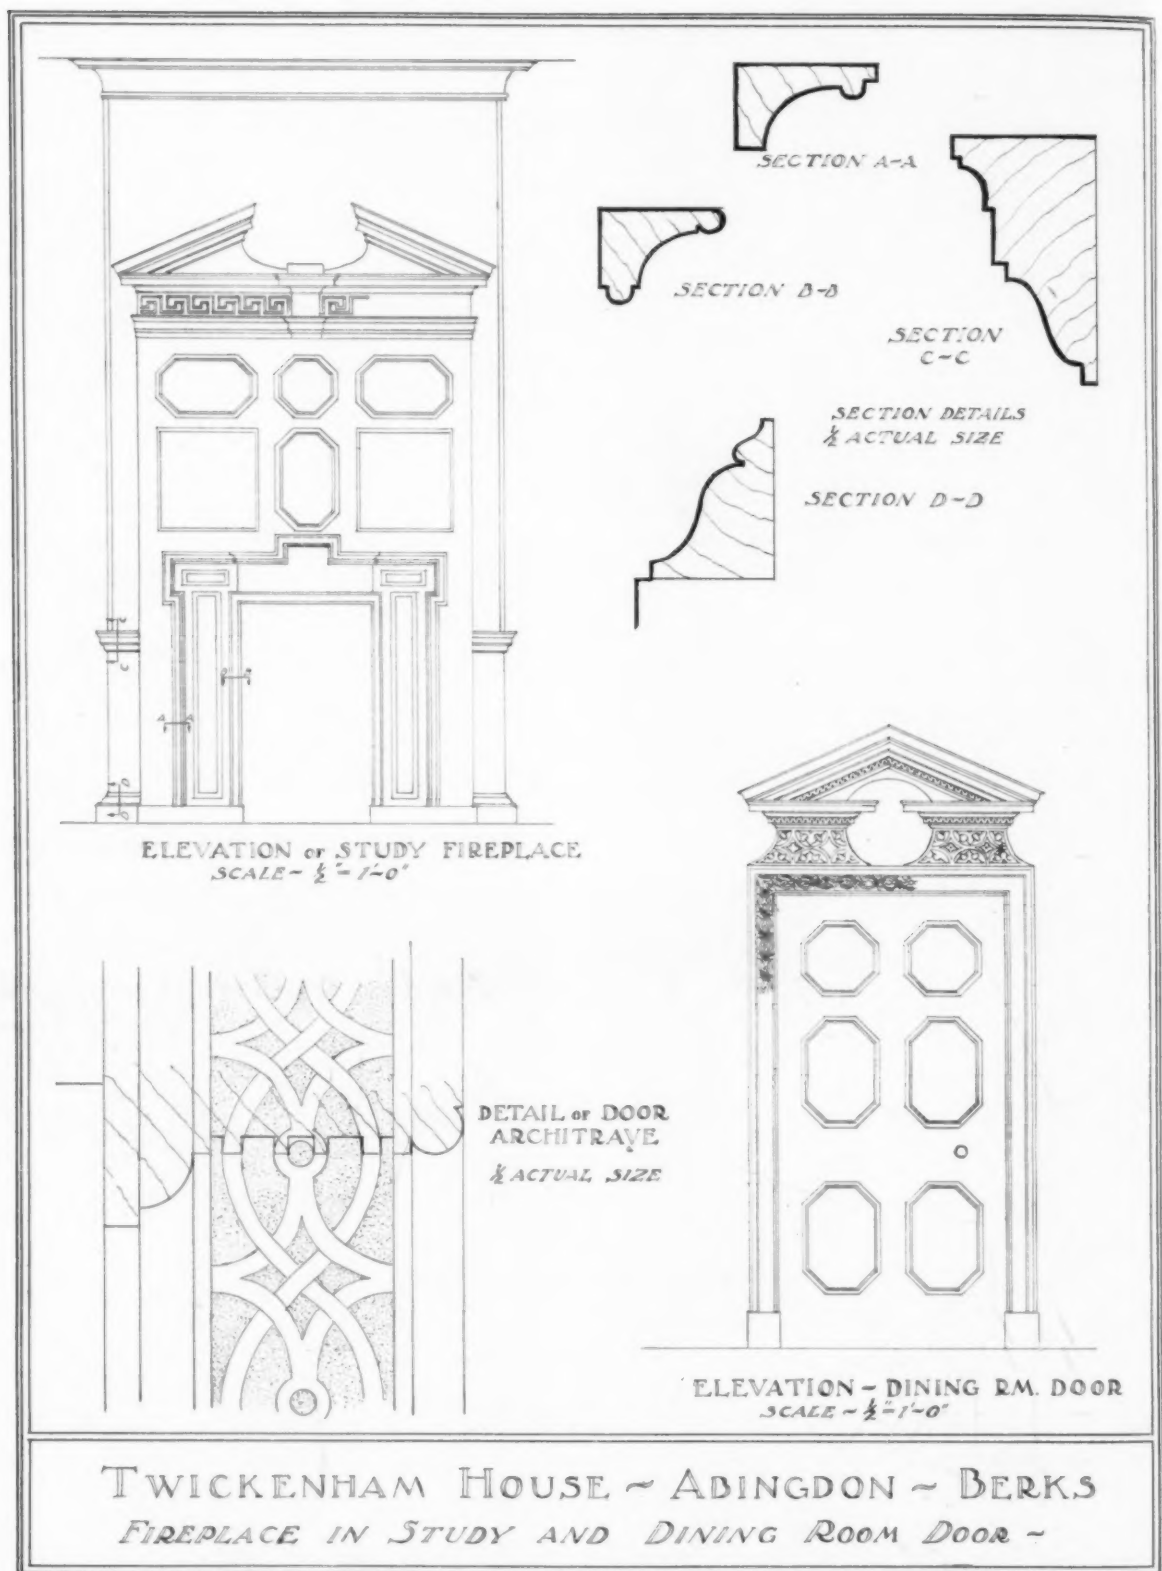 SECTION A-A
SECTION B-B
SECTION
C-C
SECTION DETAILS
½ ACTUAL SIZE
SECTION D-D
C
C
B B
A A
D
D
ELEVATION OF STUDY FIREPLACE
SCALE ~ ½" = 1'-0"
DETAIL OF DOOR
ARCHITRAVE
½ ACTUAL SIZE
ELEVATION ~ DINING RM. DOOR
SCALE ~ ½" = 1'-0"
TWICKENHAM HOUSE ~ ABINGDON ~ BERKS
FIREPLACE IN STUDY AND DINING ROOM DOOR ~